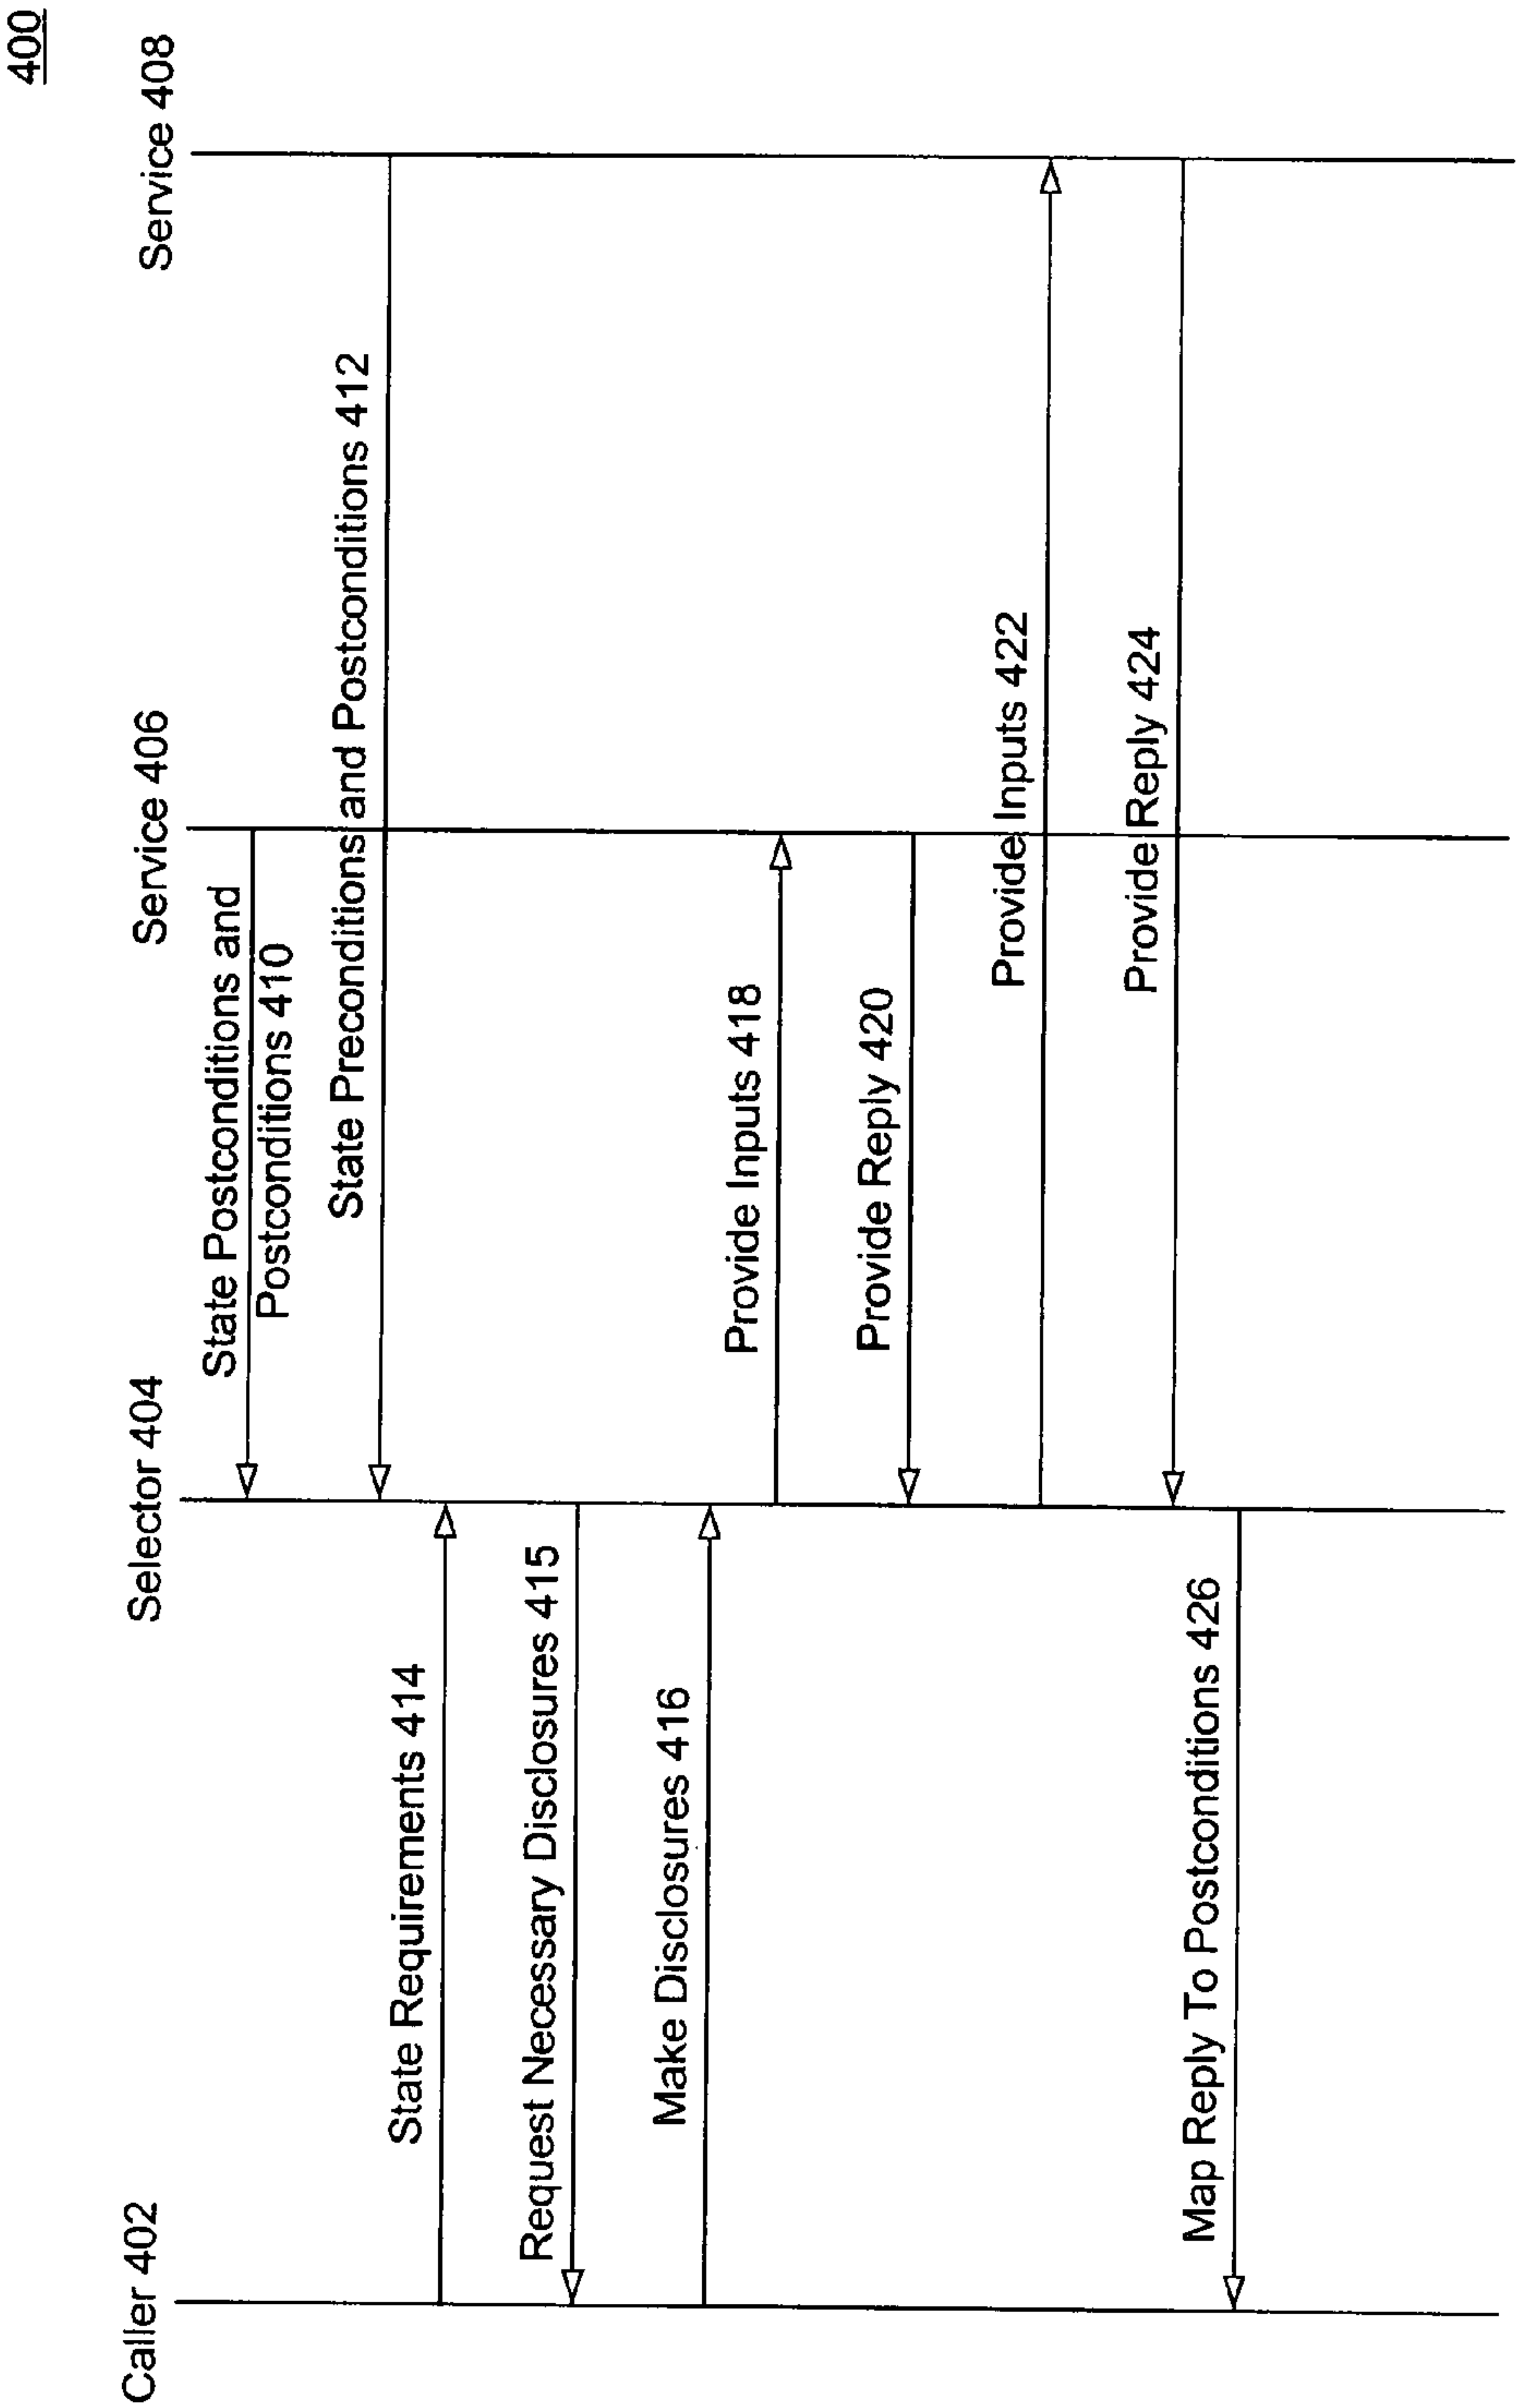 400
Caller 402
Selector 404
Service 406
Service 408
State Postconditions and
Postconditions 410
State Preconditions and Postconditions 412
State Requirements 414
Request Necessary Disclosures 415
Make Disclosures 416
Provide Inputs 418
Provide Reply 420
Provide Inputs 422
Provide Reply 424
Map Reply To Postconditions 426